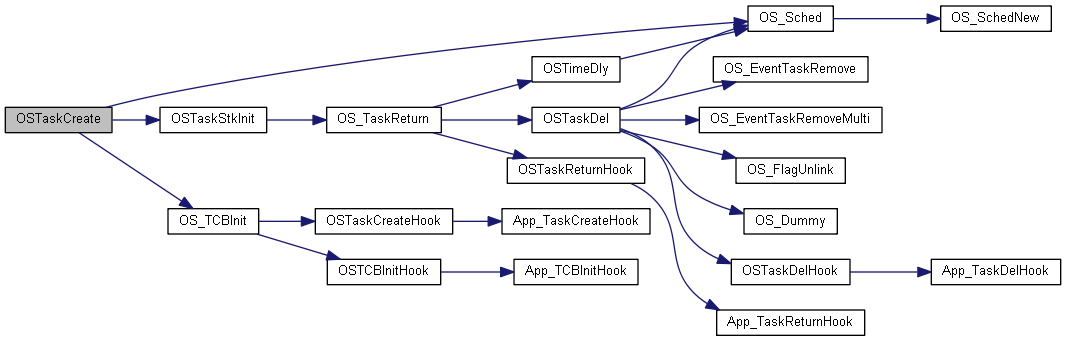 OS_Sched
OS_SchedNew
OSTimeDly
OS_EventTaskRemove
OSTaskCreate
OSTaskStkInit
OS_TaskReturn
OSTaskDel
OS_EventTaskRemoveMulti
OSTaskReturnHook
OS_FlagUnlink
OS_TCBInit
OSTaskCreateHook
App_TaskCreateHook
OS_Dummy
OSTCBInitHook
App_TCBInitHook
OSTaskDelHook
App_TaskDelHook
App_TaskReturnHook